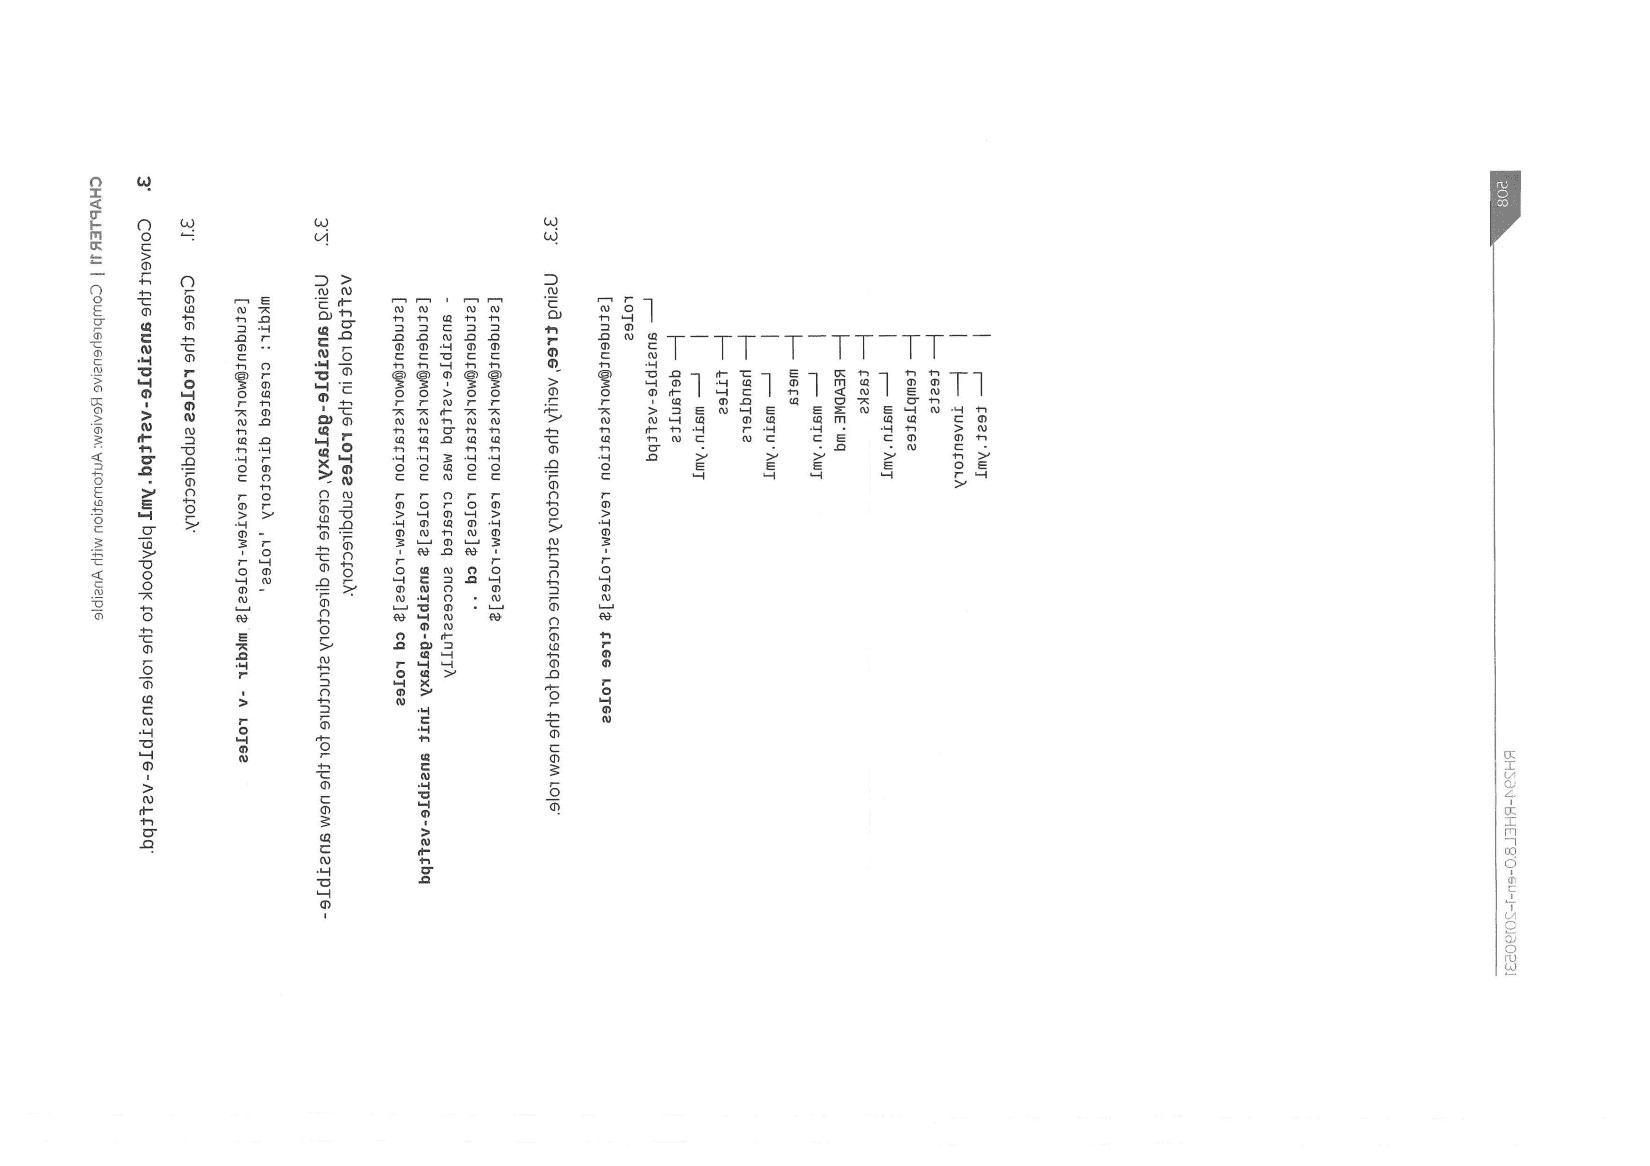 CHAPTER 11 | Comprehensive Review: Automation with Ansible
3. Convert the ansible-vsftpd.yml playbook to the role ansible-vsftpd.
3.1. Create the roles subdirectory.
[student@workstation review-roles]$ mkdir -v roles
mkdir: created directory 'roles'
3.2. Using ansible-galaxy, create the directory structure for the new ansible-
vsftpd role in the roles subdirectory.
[student@workstation review-roles]$ cd roles
[student@workstation roles]$ ansible-galaxy init ansible-vsftpd
- ansible-vsftpd was created successfully
[student@workstation roles]$ cd ..
[student@workstation review-roles]$
3.3. Using tree, verify the directory structure created for the new role.
[student@workstation review-roles]$ tree roles
roles
└── ansible-vsftpd
├── defaults
│   └── main.yml
├── files
├── handlers
│   └── main.yml
├── meta
│   └── main.yml
├── README.md
├── tasks
│   └── main.yml
├── templates
├── tests
│   ├── inventory
│   └── test.yml
508
RH294-RHEL8.0-en-1-20190531